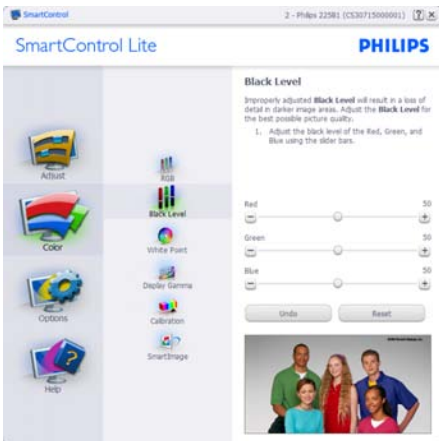 SmartControl
2 - Philips 225B1 (CS30715000001)
SmartControl Lite
PHILIPS
Adjust
Color
Options
Help
RGB
Black Level
White Point
Display Gamma
Calibration
SmartImage
Black Level
Improperly adjusted Black Level will result in a loss of
detail in darker image areas. Adjust the Black Level for
the best possible picture quality.
1. Adjust the black level of the Red, Green, and
Blue using the slider bars.
Red 50
Green 50
Blue 50
Undo Reset